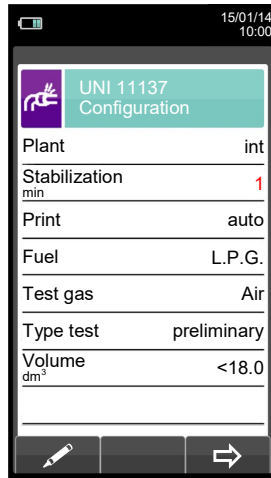 15/01/14
10:00
UNI 11137
Configuration
Plant int
Stabilization 1
min
Print auto
Fuel L.P.G.
Test gas Air
Type test preliminary
Volume <18.0
dm³